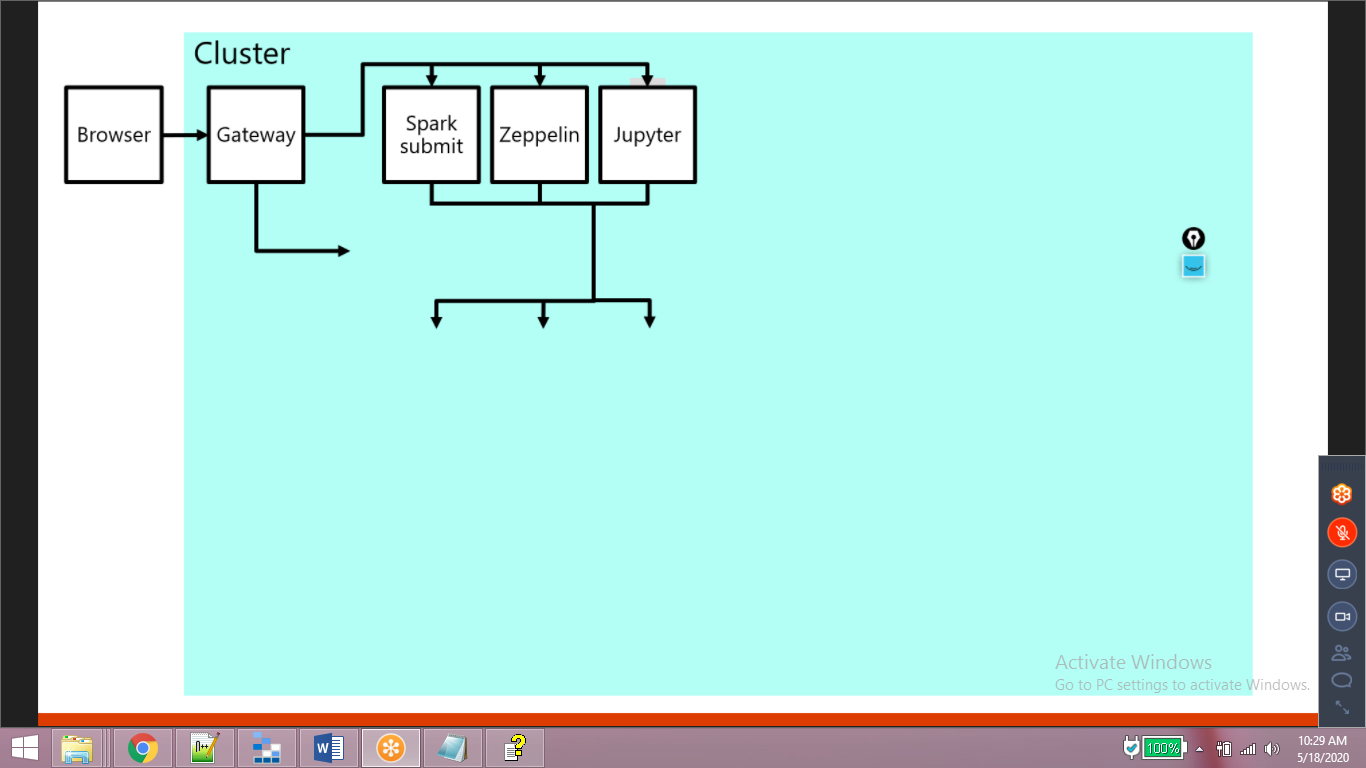 Cluster
Browser
Gateway
Spark
submit
Zeppelin
Jupyter
Activate Windows
Go to PC settings to activate Windows.
100%
10:29 AM
5/18/2020